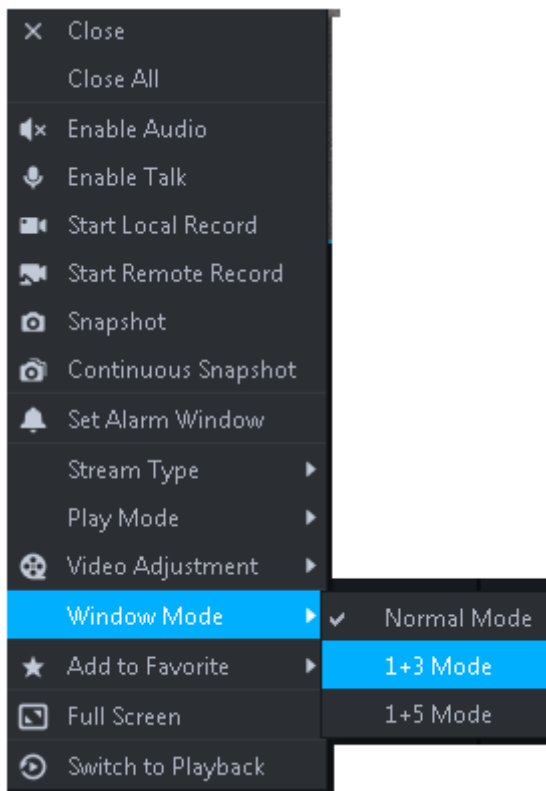 Close
Close All
Enable Audio
Enable Talk
Start Local Record
Start Remote Record
Snapshot
Continuous Snapshot
Set Alarm Window
Stream Type
Play Mode
Video Adjustment
Window Mode
Normal Mode
Add to Favorite
1+3 Mode
Full Screen
1+5 Mode
Switch to Playback